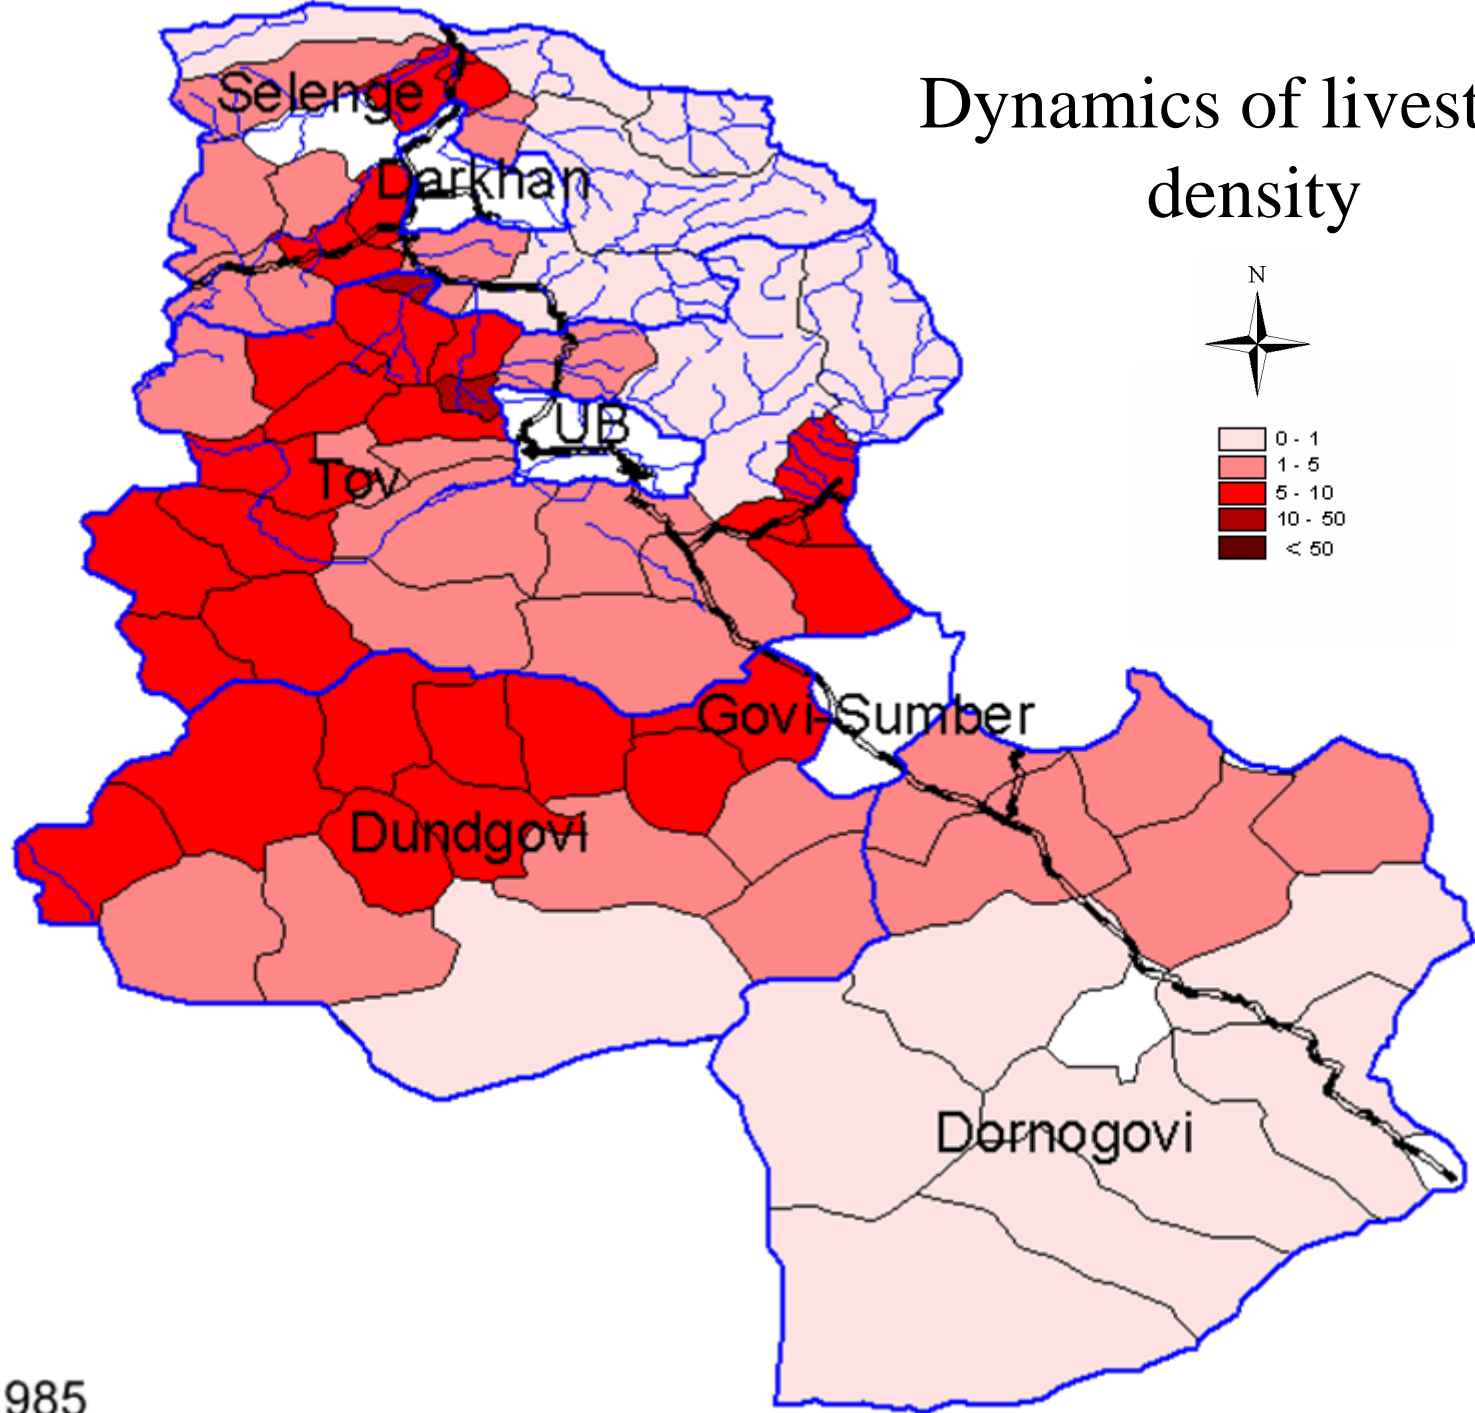 Dynamics of livest
density
N
0 - 1
1 - 5
5 - 10
10 - 50
< 50
Selenge
Darkhan
UB
Tov
Govi-Sumber
Dundgovi
Dornogovi
985